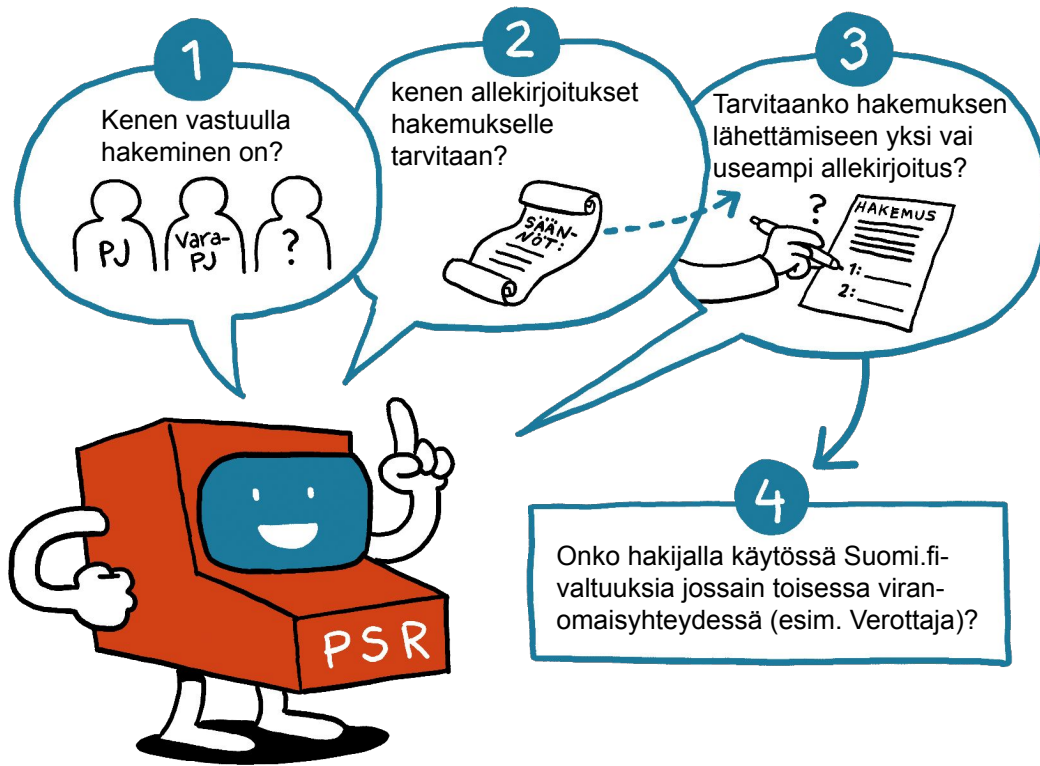 1
Kenen vastuulla
hakeminen on?
PJ
Vara-
PJ
?
2
kenen allekirjoitukset
hakemukselle
tarvitaan?
SÄÄN-
NÖT:
3
Tarvitaanko hakemuksen
lähettämiseen yksi vai
useampi allekirjoitus?
?
HAKEMUS
1:
2:
4
Onko hakijalla käytössä Suomi.fi-
valtuuksia jossain toisessa viran-
omaisyhteydessä (esim. Verottaja)?
PSR